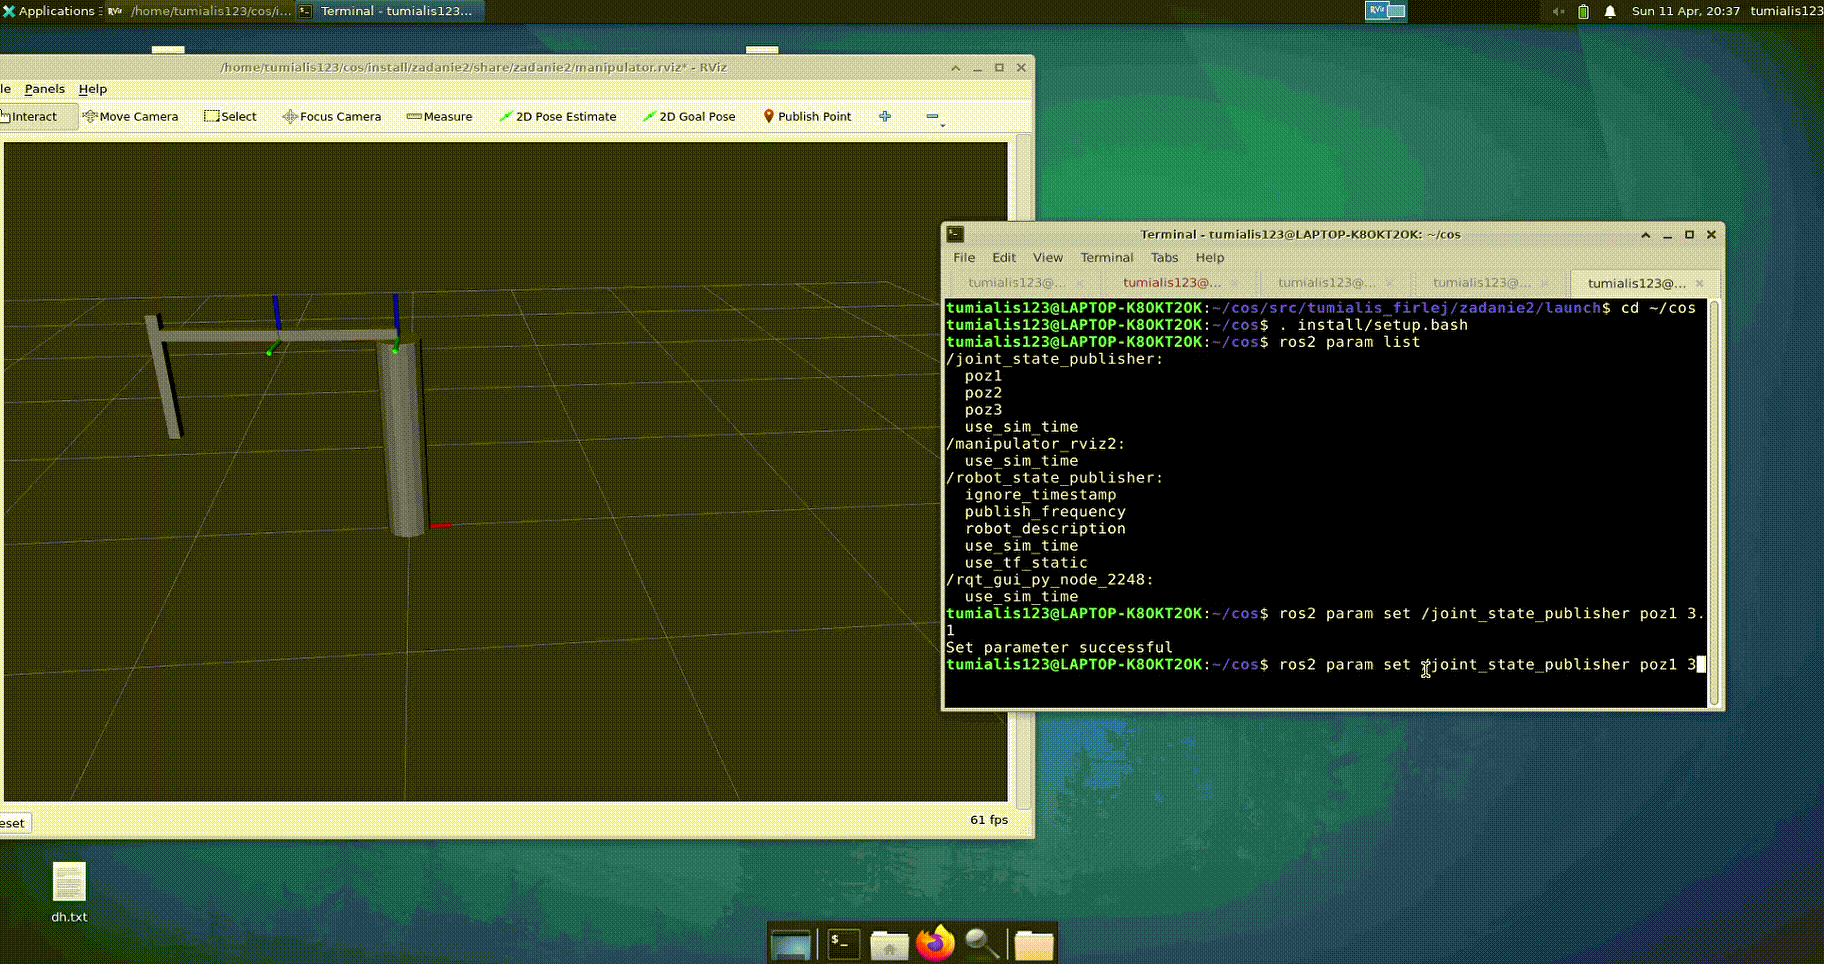 Applications
RViz
/home/tumialis123/cos/i...
Terminal - tumialis123...
RViz
Sun 11 Apr, 20:37
tumialis123
/home/tumialis123/cos/install/zadanie2/share/zadanie2/manipulator.rviz* - RViz
le Panels Help
Interact Move Camera Select Focus Camera Measure 2D Pose Estimate 2D Goal Pose Publish Point
eset
61 fps
Terminal - tumialis123@LAPTOP-K8OKT2OK: ~/cos
File Edit View Terminal Tabs Help
tumialis123@... tumialis123@... tumialis123@... tumialis123@... tumialis123@...
tumialis123@LAPTOP-K8OKT2OK:~/cos/src/tumialis_firlej/zadanie2/launch$ cd ~/cos
tumialis123@LAPTOP-K8OKT2OK:~/cos$ . install/setup.bash
tumialis123@LAPTOP-K8OKT2OK:~/cos$ ros2 param list
/joint_state_publisher:
  poz1
  poz2
  poz3
  use_sim_time
/manipulator_rviz2:
  use_sim_time
/robot_state_publisher:
  ignore_timestamp
  publish_frequency
  robot_description
  use_sim_time
  use_tf_static
/rqt_gui_py_node_2248:
  use_sim_time
tumialis123@LAPTOP-K8OKT2OK:~/cos$ ros2 param set /joint_state_publisher poz1 3.
1
Set parameter successful
tumialis123@LAPTOP-K8OKT2OK:~/cos$ ros2 param set /joint_state_publisher poz1 3
dh.txt
$_